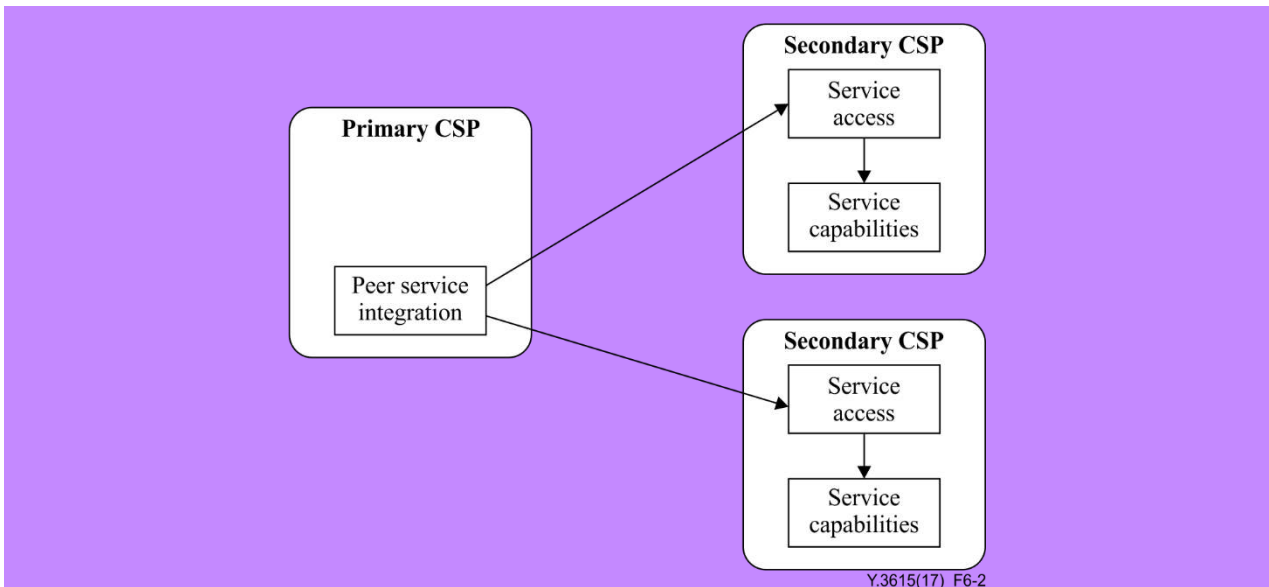 Primary CSP
Peer service
integration
Secondary CSP
Service
access
Service
capabilities
Secondary CSP
Service
access
Service
capabilities
Y.3615(17)_F6-2